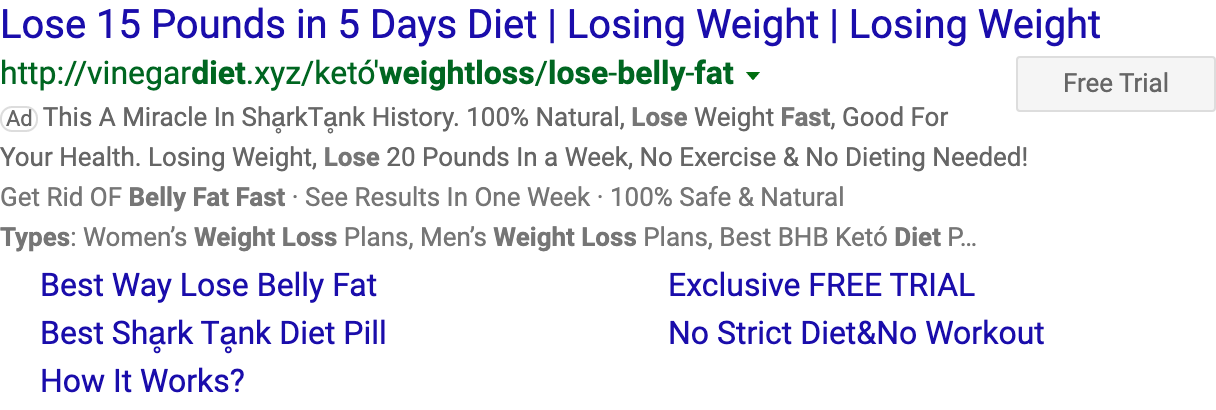 Lose 15 Pounds in 5 Days Diet | Losing Weight | Losing Weight
http://vinegardiet.xyz/ketó'weightloss/lose-belly-fat
Free Trial
Ad This A Miracle In Sḁ̊rkTḁnk History. 100% Natural, Lose Weight Fast, Good For
Your Health. Losing Weight, Lose 20 Pounds In a Week, No Exercise & No Dieting Needed!
Get Rid OF Belly Fat Fast · See Results In One Week · 100% Safe & Natural
Types: Women’s Weight Loss Plans, Men’s Weight Loss Plans, Best BHB Ketó Diet P...
Best Way Lose Belly Fat
Exclusive FREE TRIAL
Best Shḁrk Tḁnk Diet Pill
No Strict Diet&No Workout
How It Works?